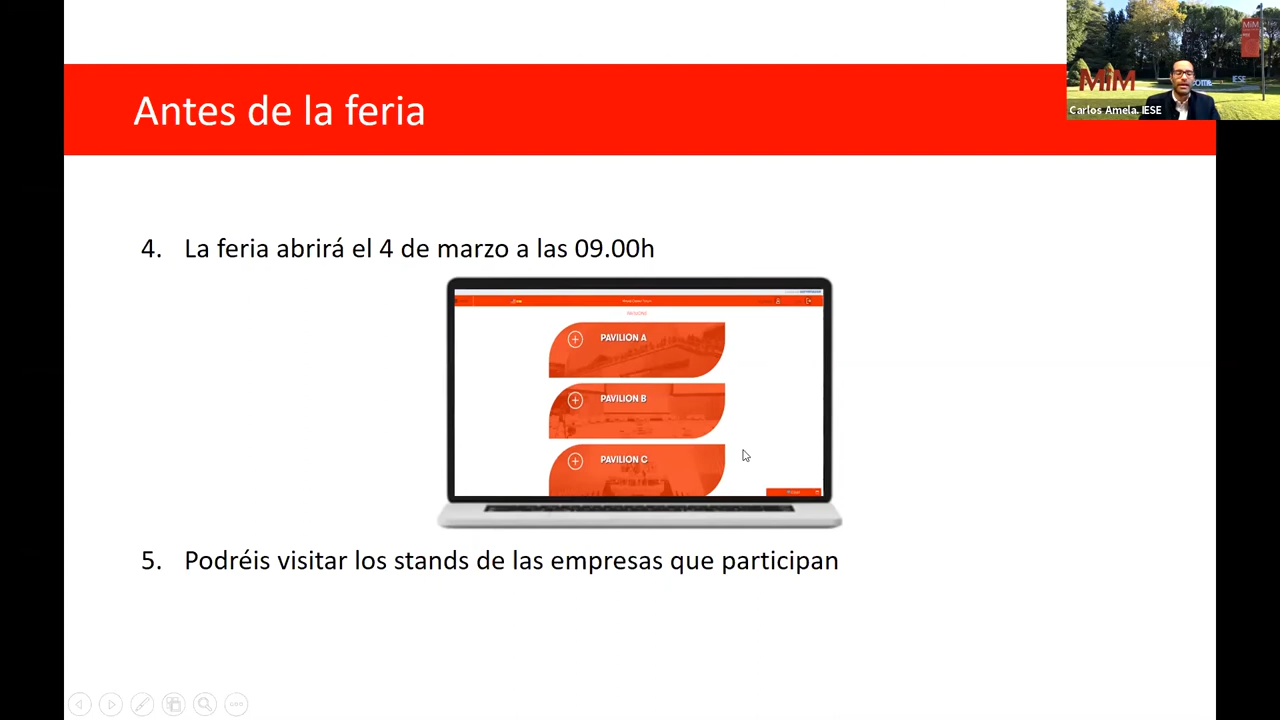 Antes de la feria
MiM
IESE
Carlos Amela. IESE
4. La feria abrirá el 4 de marzo a las 09.00h
PAVILION A
PAVILION B
PAVILION C
5. Podréis visitar los stands de las empresas que participan